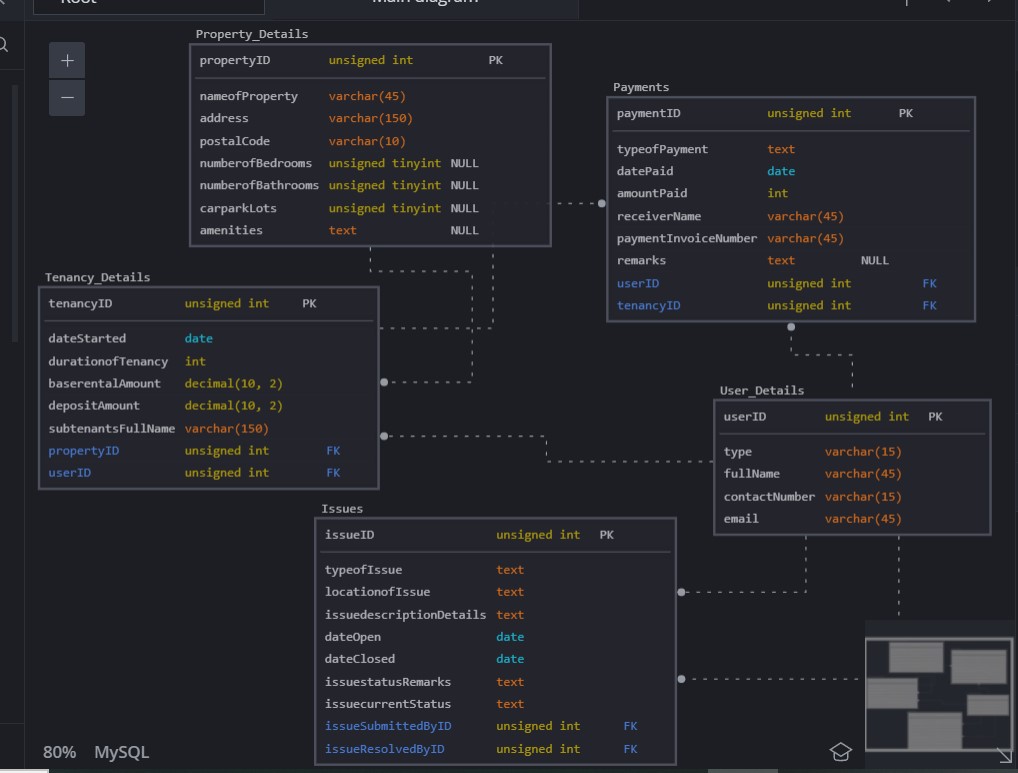 Root
Main diagram
Property_Details
propertyID unsigned int PK
nameofProperty varchar(45)
address varchar(150)
postalCode varchar(10)
numberofBedrooms unsigned tinyint NULL
numberofBathrooms unsigned tinyint NULL
carparkLots unsigned tinyint NULL
amenities text NULL
Payments
paymentID unsigned int PK
typeofPayment text
datePaid date
amountPaid int
receiverName varchar(45)
paymentInvoiceNumber varchar(45)
remarks text NULL
userID unsigned int FK
tenancyID unsigned int FK
Tenancy_Details
tenancyID unsigned int PK
dateStarted date
durationofTenancy int
baserentalAmount decimal(10, 2)
depositAmount decimal(10, 2)
subtenantsFullName varchar(150)
propertyID unsigned int FK
userID unsigned int FK
User_Details
userID unsigned int PK
type varchar(15)
fullName varchar(45)
contactNumber varchar(15)
email varchar(45)
Issues
issueID unsigned int PK
typeofIssue text
locationofIssue text
issuedescriptionDetails text
dateOpen date
dateClosed date
issuestatusRemarks text
issuecurrentStatus text
issueSubmittedByID unsigned int FK
issueResolvedByID unsigned int FK
80% MySQL